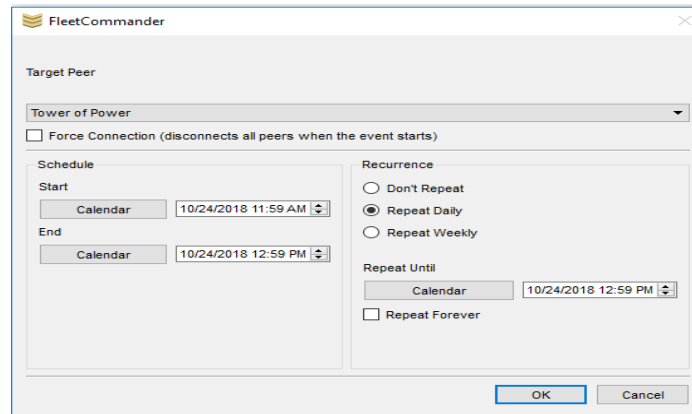 FleetCommander
Target Peer
Tower of Power
Force Connection (disconnects all peers when the event starts)
Schedule
Start
Calendar 10/24/2018 11:59 AM
End
Calendar 10/24/2018 12:59 PM
Recurrence
Don't Repeat
Repeat Daily
Repeat Weekly
Repeat Until
Calendar 10/24/2018 12:59 PM
Repeat Forever
OK Cancel